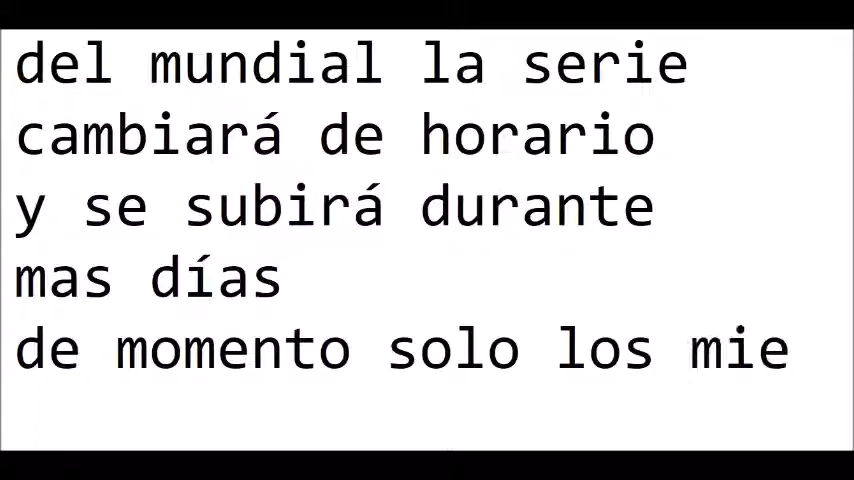 del mundial la serie
cambiará de horario
y se subirá durante
mas días
de momento solo los mie